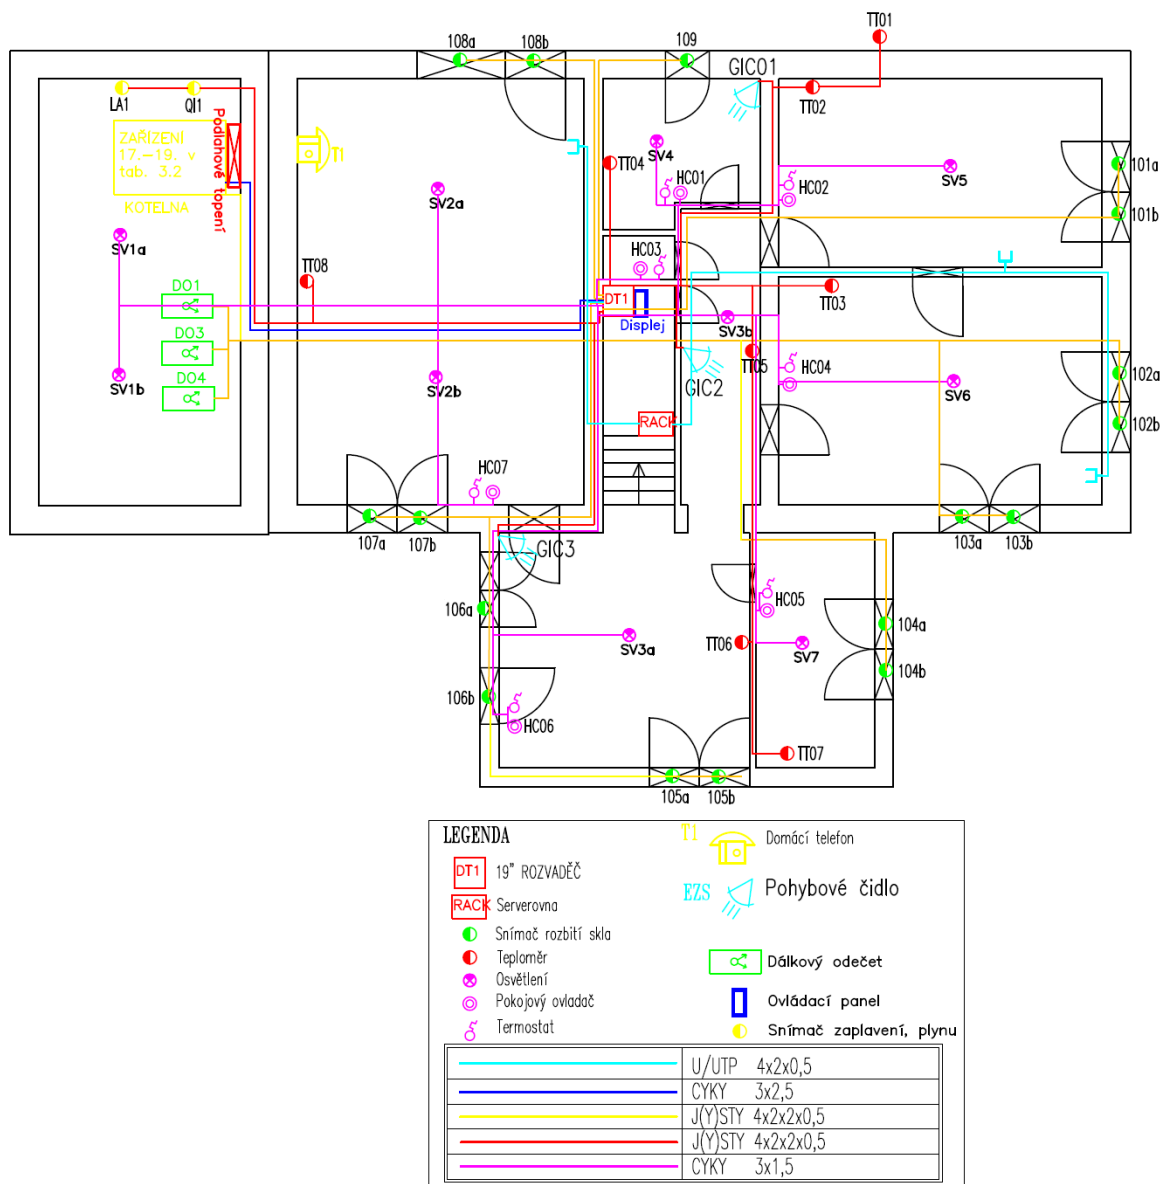 TT01
108a
108b
109
GIC01
LA1
QI1
TT02
ZAŘÍZENÍ
17.–19. v
tab. 3.2
KOTELNA
Podlahové topení
T1
TT04
SV4
HC01
HC02
SV5
101a
101b
SV2a
SV1a
HC03
TT08
DO1
DT1
Displej
TT03
SV3b
DO3
TT05
GIC2
HC04
102a
SV1b
DO4
SV2b
SV6
RACK
102b
HC07
107a
107b
GIC3
103a
103b
106a
HC05
104a
SV3a
TT06
SV7
104b
106b
HC06
TT07
105a
105b
LEGENDA
DT1 19" ROZVADĚČ
RACK Serverovna
Snímač rozbití skla
Teploměr
Osvětlení
Pokojový ovladač
Termostat
T1 Domácí telefon
EZS Pohybové čidlo
Dálkový odečet
Ovládací panel
Snímač zaplavení, plynu
U/UTP 4x2x0,5
CYKY 3x2,5
J(Y)STY 4x2x2x0,5
J(Y)STY 4x2x2x0,5
CYKY 3x1,5